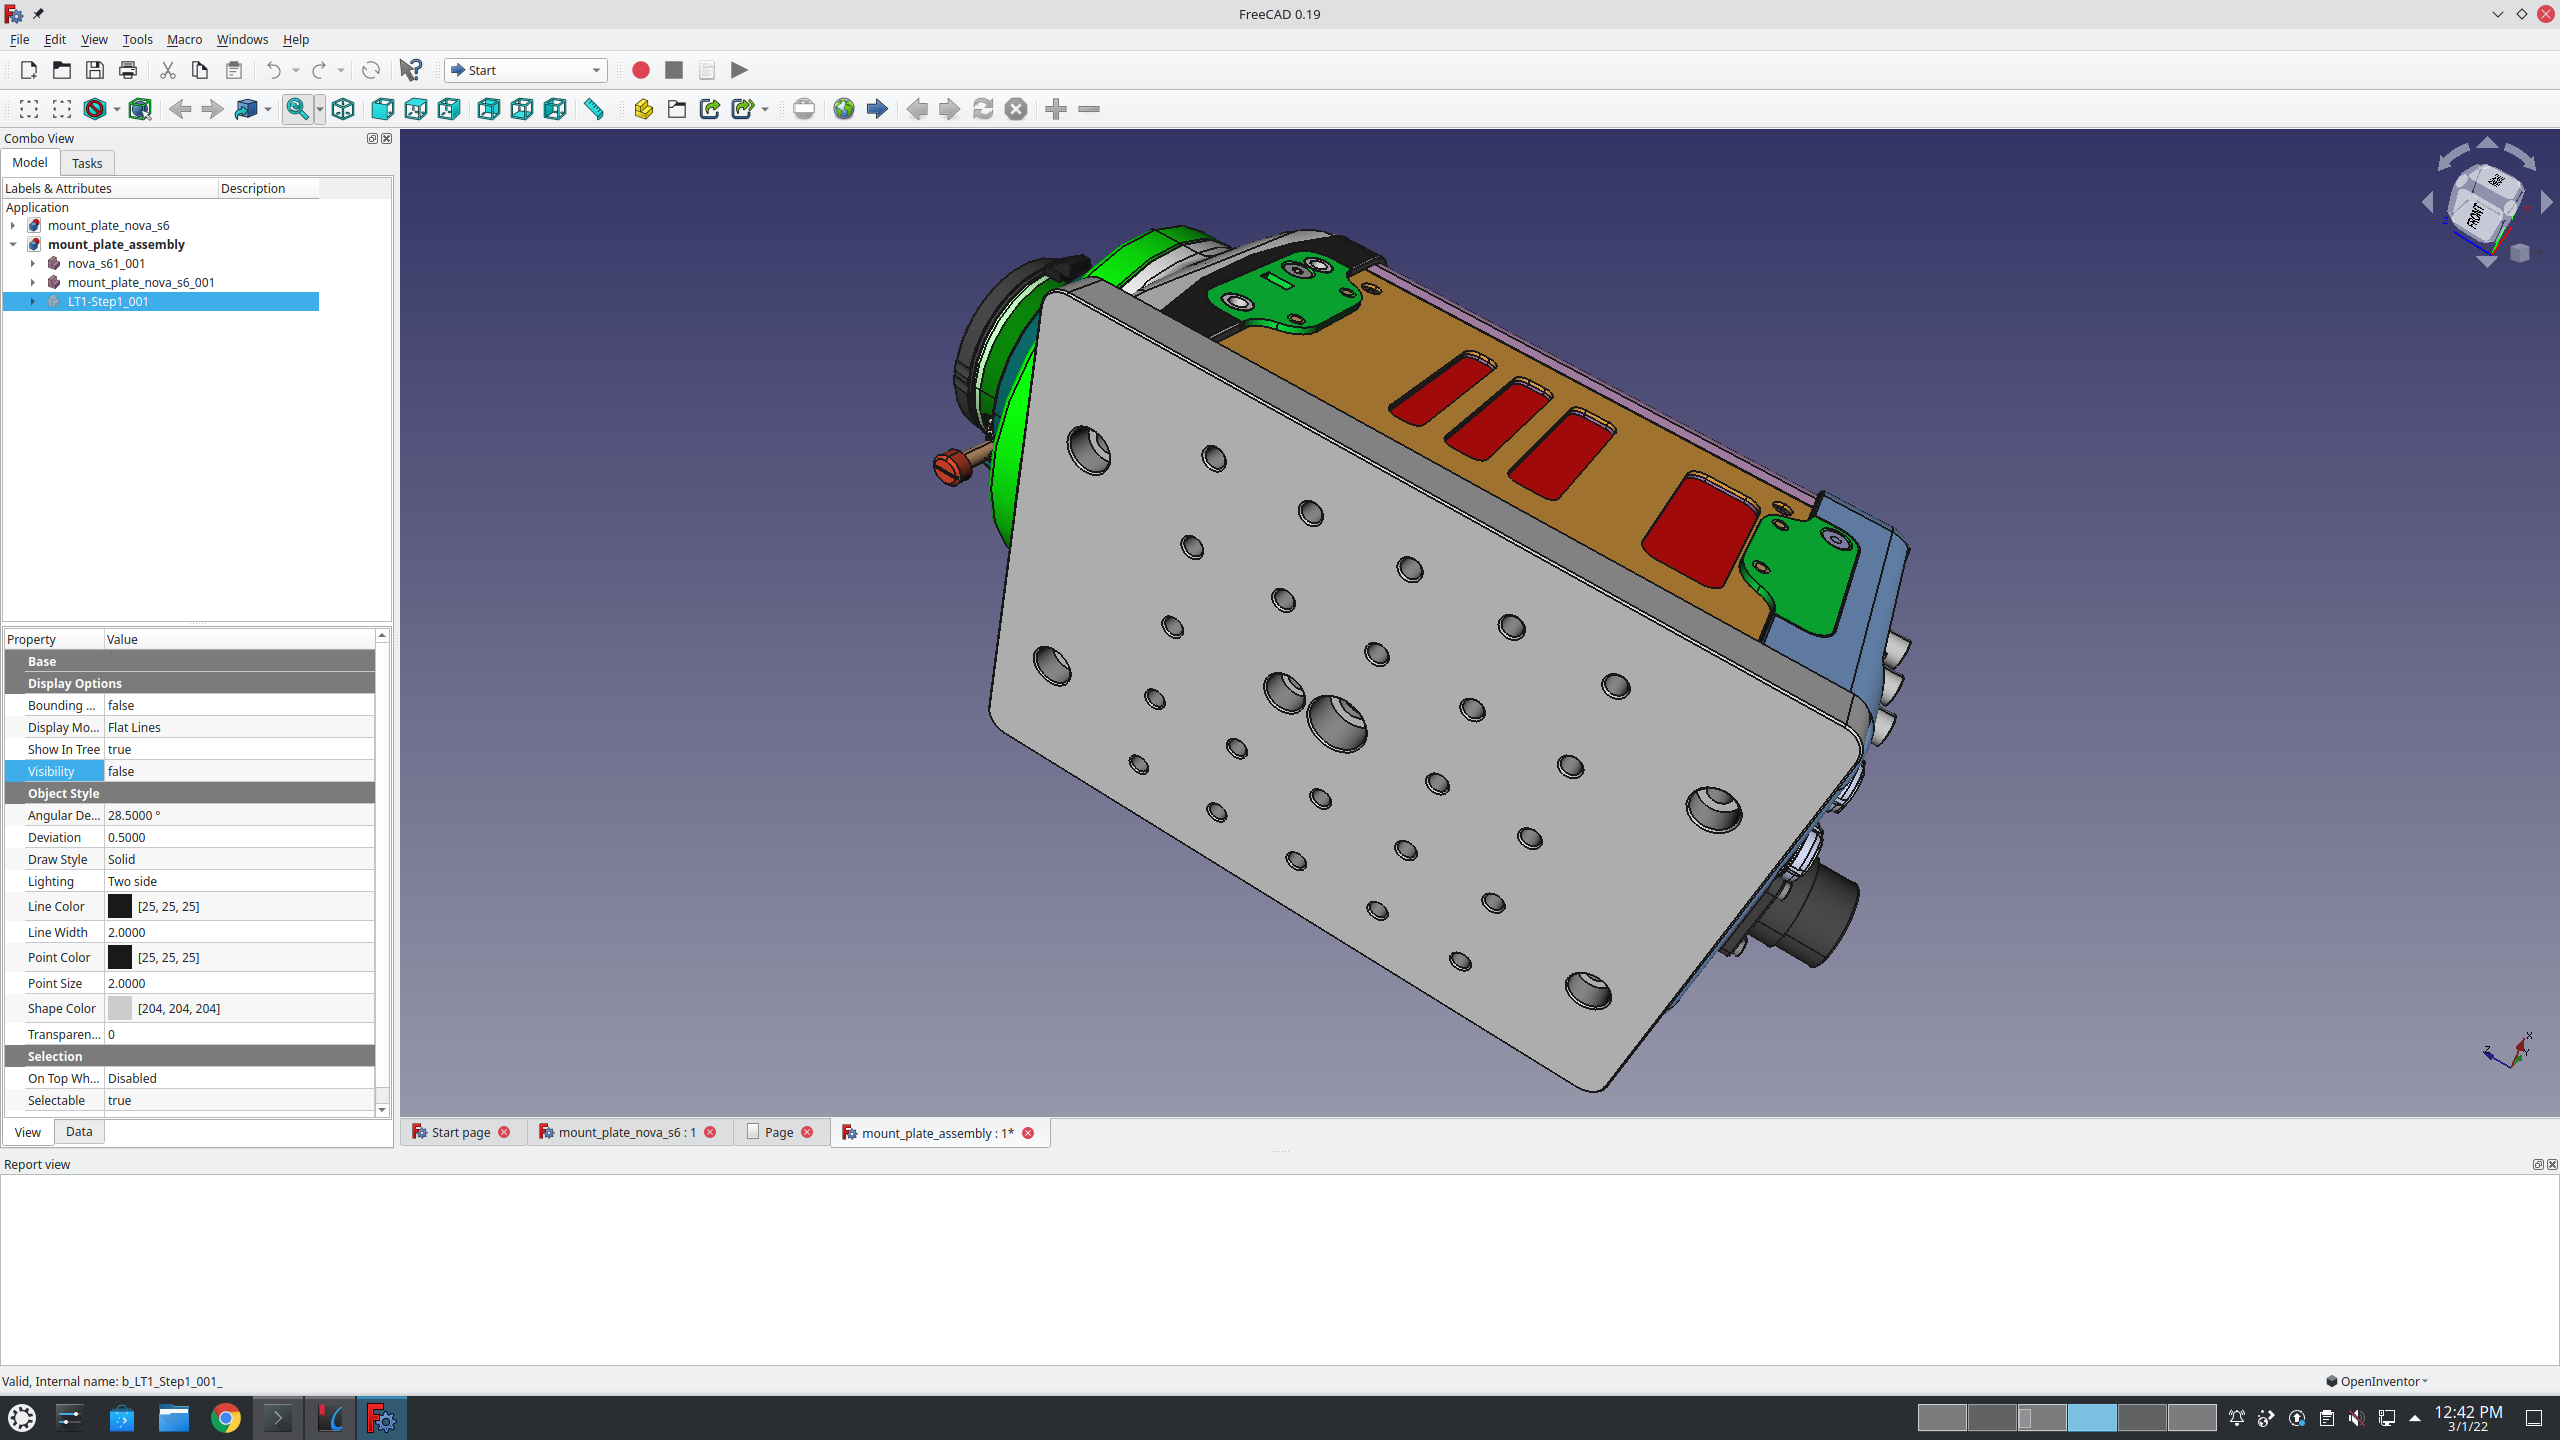 FreeCAD 0.19
File Edit View Tools Macro Windows Help
Start
Combo View
Model Tasks
Labels & Attributes Description
Application
mount_plate_nova_s6
mount_plate_assembly
nova_s61_001
mount_plate_nova_s6_001
LT1-Step1_001
Property Value
Base
Display Options
Bounding ... false
Display Mo... Flat Lines
Show In Tree true
Visibility false
Object Style
Angular De... 28.5000 °
Deviation 0.5000
Draw Style Solid
Lighting Two side
Line Color [25, 25, 25]
Line Width 2.0000
Point Color [25, 25, 25]
Point Size 2.0000
Shape Color [204, 204, 204]
Transparen... 0
Selection
On Top Wh... Disabled
Selectable true
View Data
FRONT
X
Y
Z
Start page mount_plate_nova_s6 : 1 Page mount_plate_assembly : 1*
Report view
Valid, Internal name: b_LT1_Step1_001_
OpenInventor
12:42 PM
3/1/22